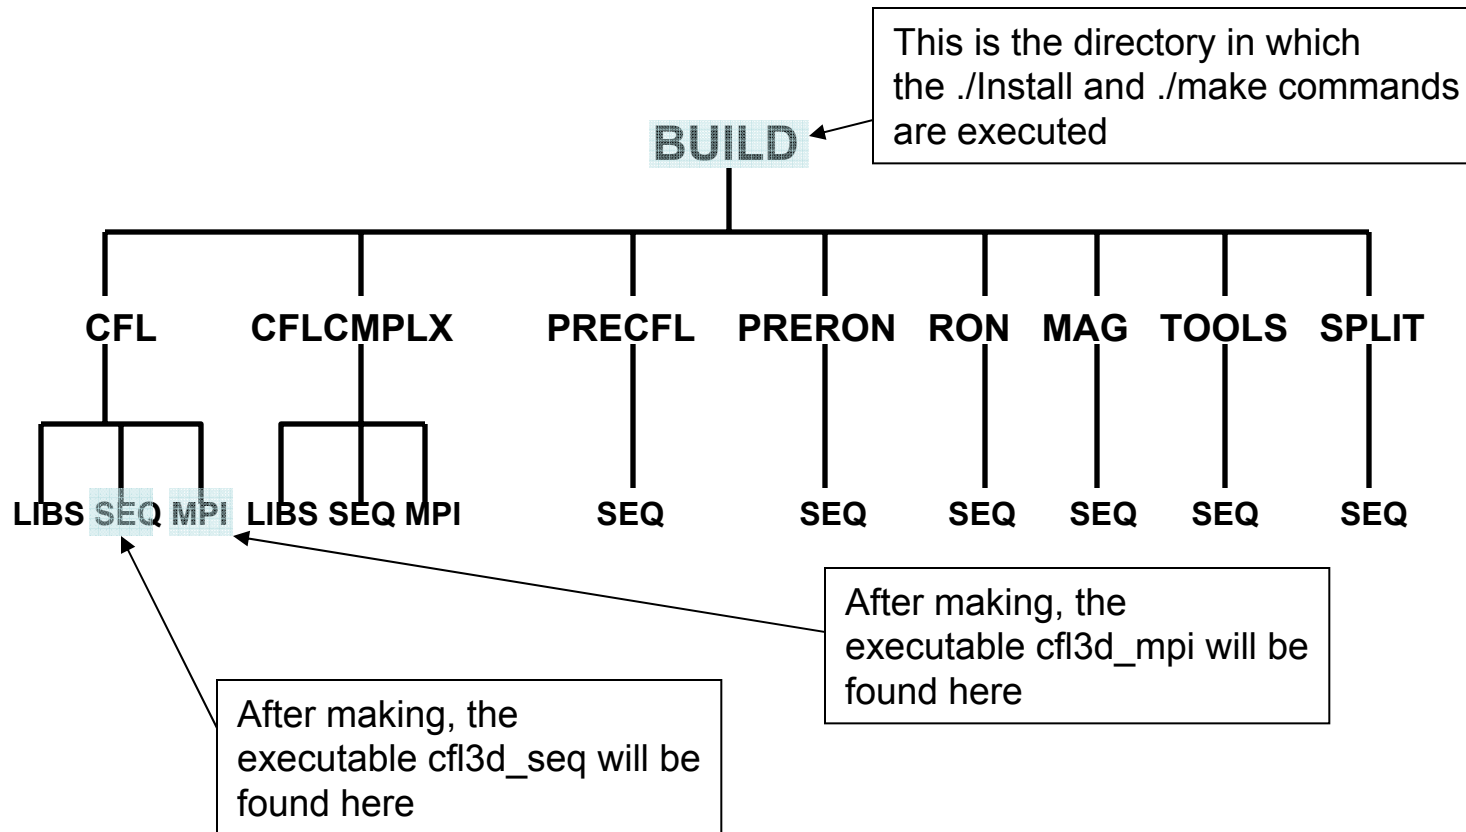 This is the directory in which
the ./Install and ./make commands
are executed
BUILD
CFL CFLCMPLX PRECFL PRERON RON MAG TOOLS SPLIT
LIBS SEQ MPI LIBS SEQ MPI SEQ SEQ SEQ SEQ SEQ SEQ
After making, the
executable cfl3d_mpi will be
found here
After making, the
executable cfl3d_seq will be
found here